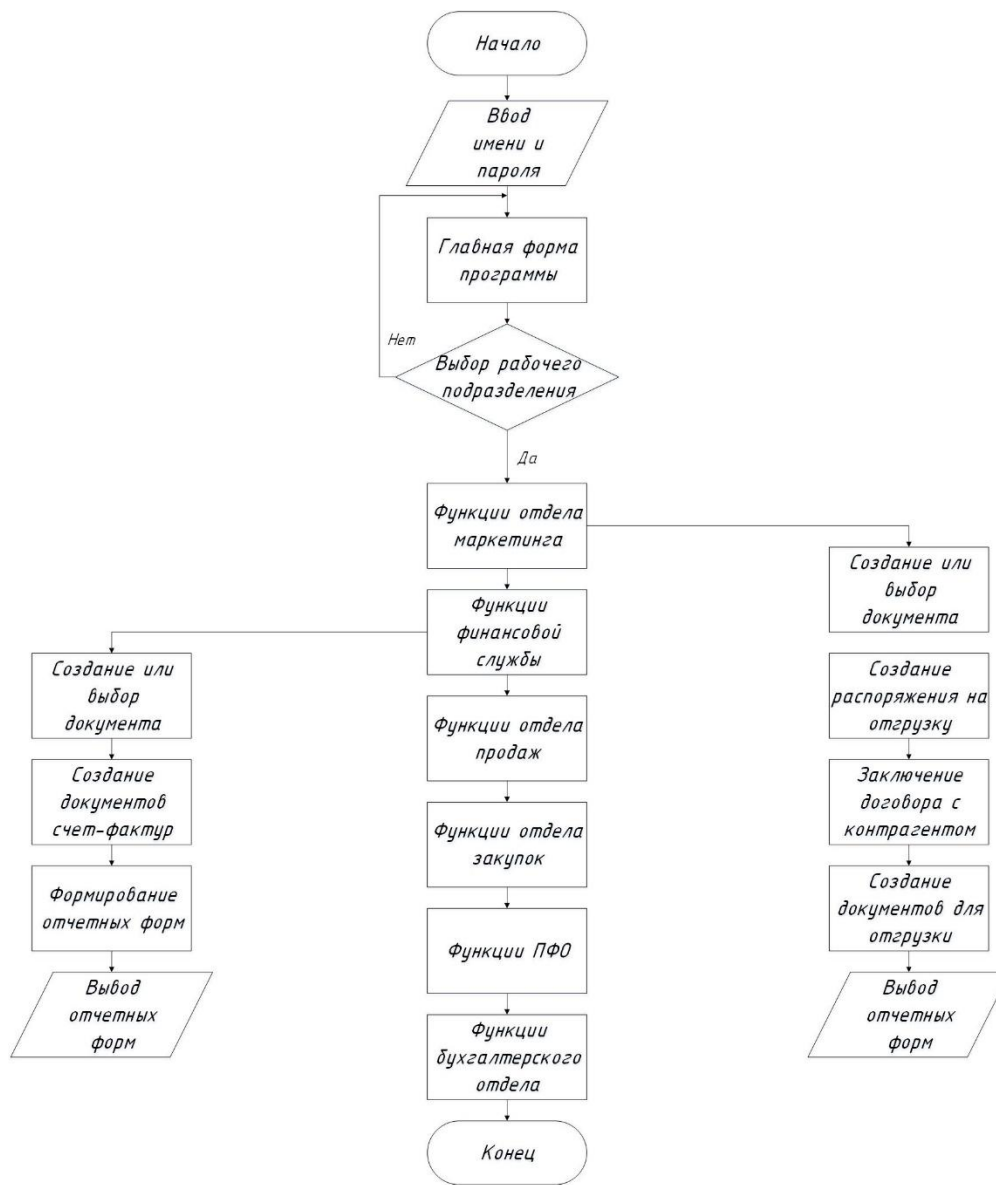 Начало
Ввод
имени и
пароля
Главная форма
программы
Нет
Выбор рабочего
подразделения
Да
Функции отдела
маркетинга
Функции
финансовой
службы
Функции отдела
продаж
Функции отдела
закупок
Функции ПФО
Функции
бухгалтерского
отдела
Конец
Создание или
выбор
документа
Создание
документов
счет-фактур
Формирование
отчетных форм
Вывод
отчетных
форм
Создание или
выбор
документа
Создание
распоряжения на
отгрузку
Заключение
договора с
контрагентом
Создание
документов для
отгрузки
Вывод
отчетных
форм